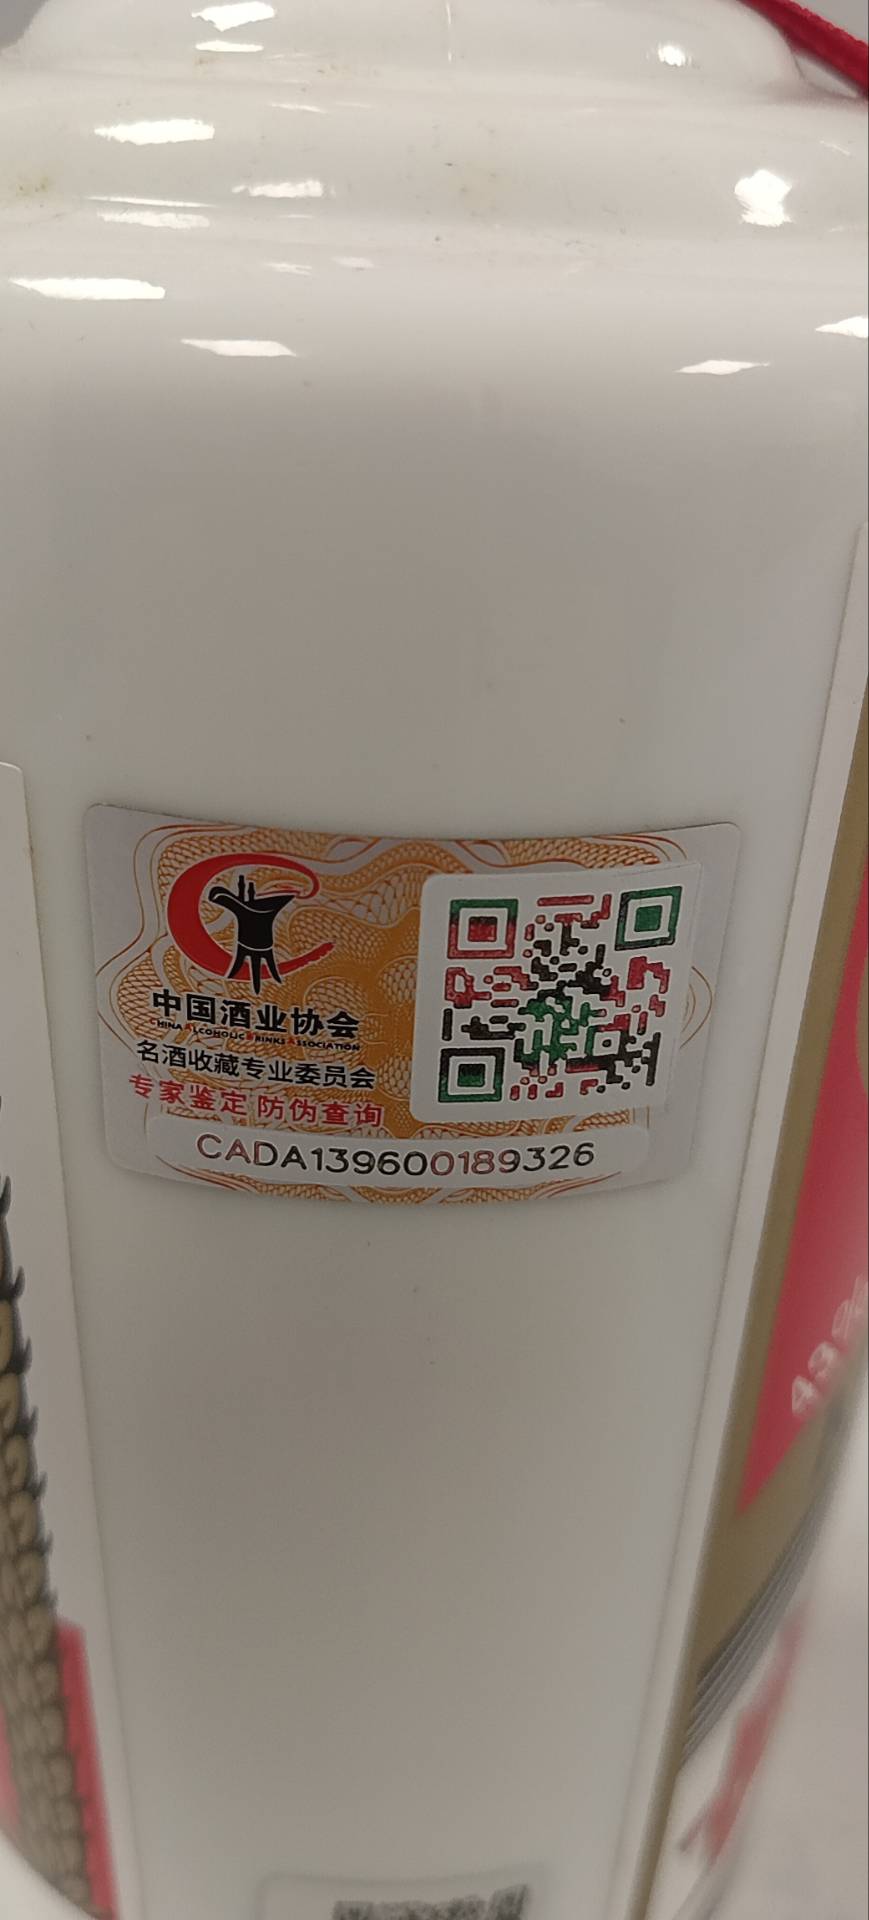 中国酒业协会
CHINA ALCOHOLIC DRINKS ASSOCIATION
名酒收藏专业委员会
专家鉴定 防伪查询
CADA139600189326
43%